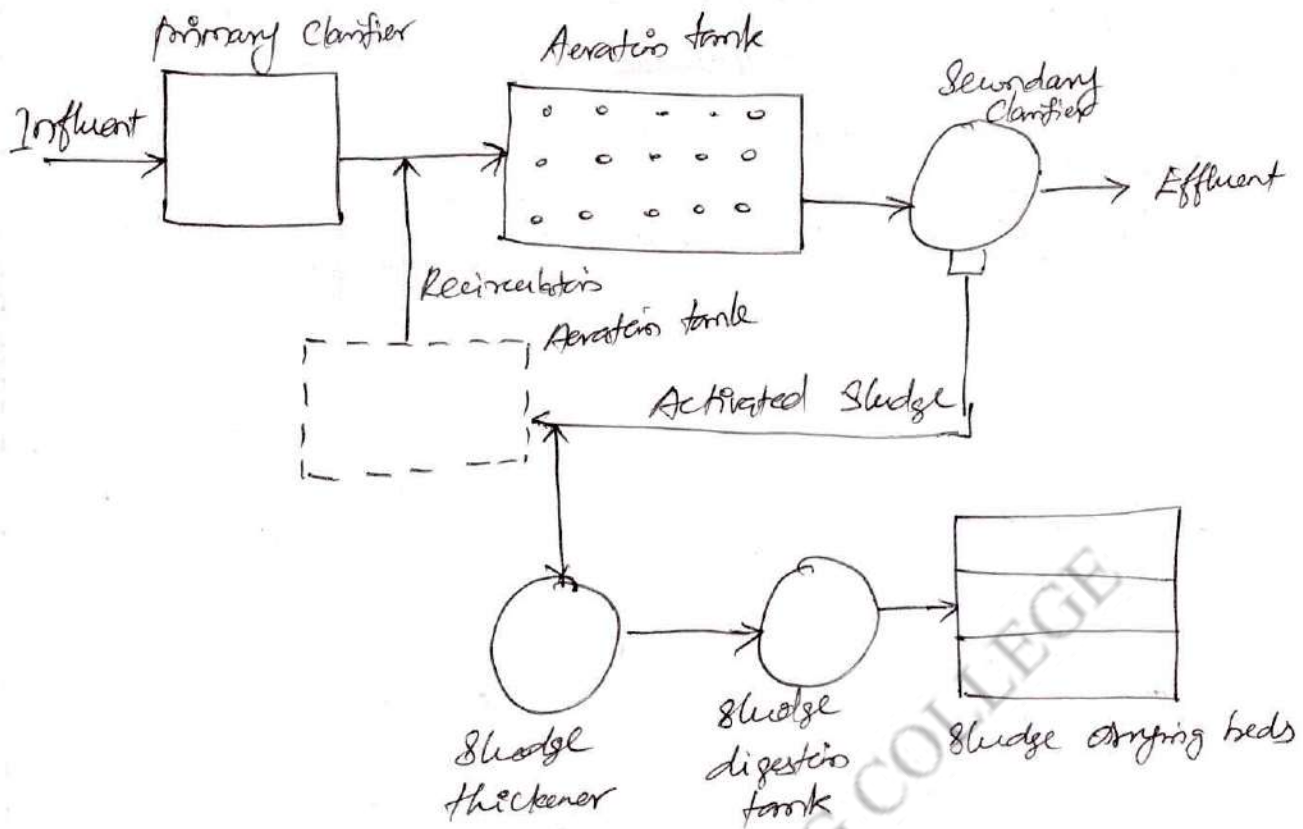 Primary Clarifier
Aeration tank
Secondary
Clarifier
Influent
Effluent
Recirculation
Aeration tank
Activated Sludge
Sludge
thickener
Sludge
digestion
tank
Sludge drying beds
G COLLEGE